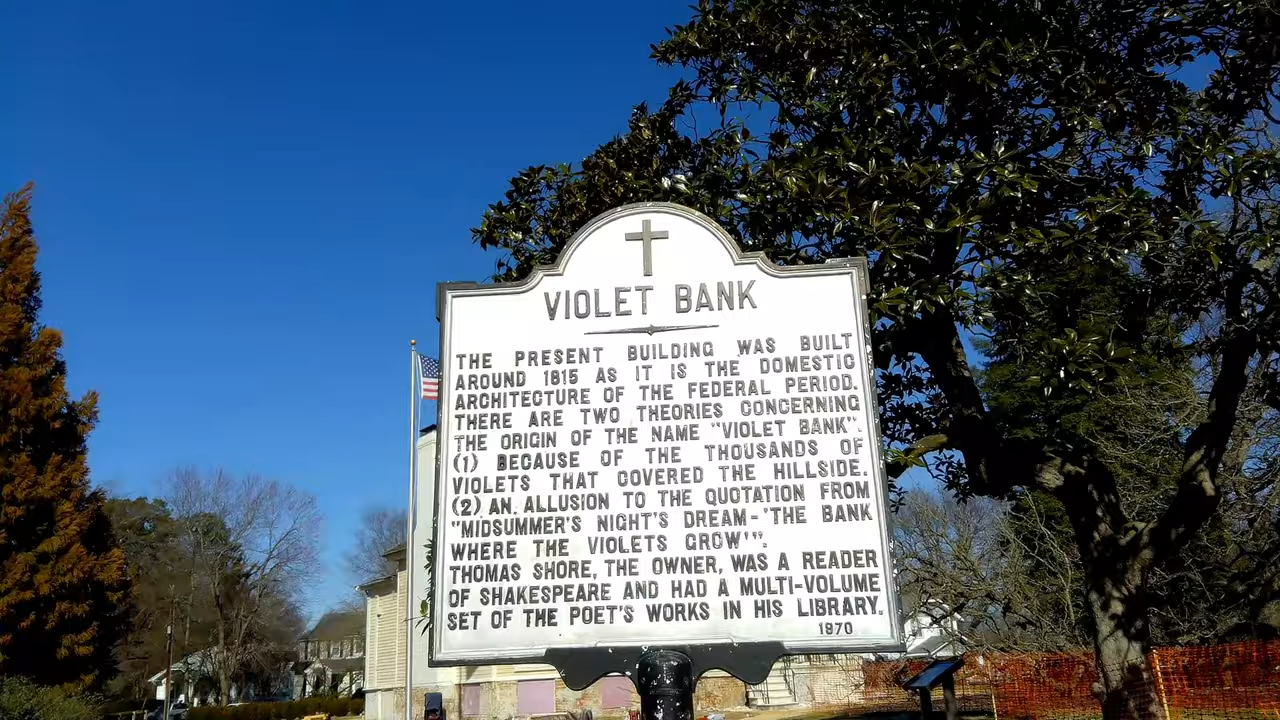 VIOLET BANK
THE PRESENT BUILDING WAS BUILT
AROUND 1815 AS IT IS THE DOMESTIC
ARCHITECTURE OF THE FEDERAL PERIOD.
THERE ARE TWO THEORIES CONCERNING
THE ORIGIN OF THE NAME "VIOLET BANK".
(1) BECAUSE OF THE THOUSANDS OF
VIOLETS THAT COVERED THE HILLSIDE.
(2) AN ALLUSION TO THE QUOTATION FROM
"MIDSUMMER'S NIGHT'S DREAM-'THE BANK
WHERE THE VIOLETS GROW'".
THOMAS SHORE, THE OWNER, WAS A READER
OF SHAKESPEARE AND HAD A MULTI-VOLUME
SET OF THE POET'S WORKS IN HIS LIBRARY.
1970